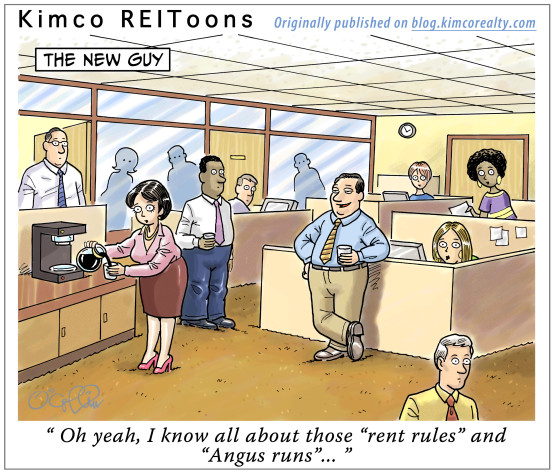 Kimco REIToons
Originally published on blog.kimcorealty.com
THE NEW GUY
“ Oh yeah, I know all about those “rent rules” and
“Angus runs”... ”